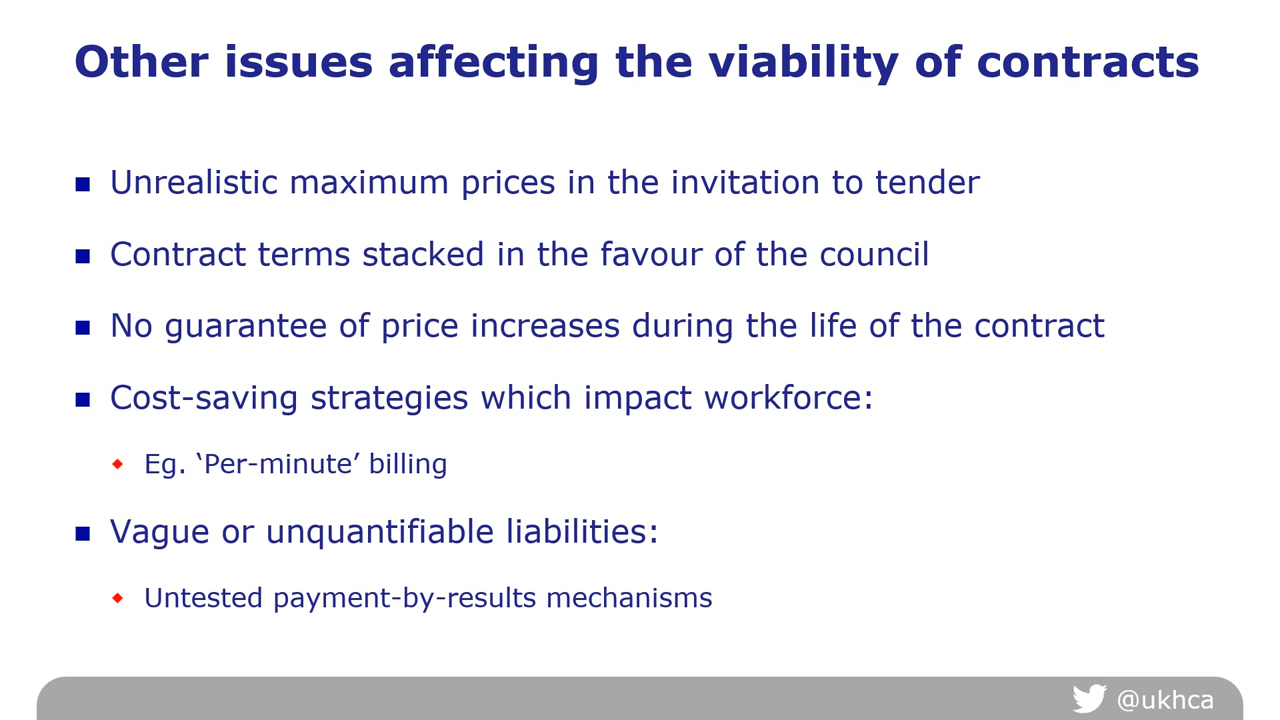 Other issues affecting the viability of contracts
Unrealistic maximum prices in the invitation to tender
Contract terms stacked in the favour of the council
No guarantee of price increases during the life of the contract
Cost-saving strategies which impact workforce:
Eg. ‘Per-minute’ billing
Vague or unquantifiable liabilities:
Untested payment-by-results mechanisms
@ukhca